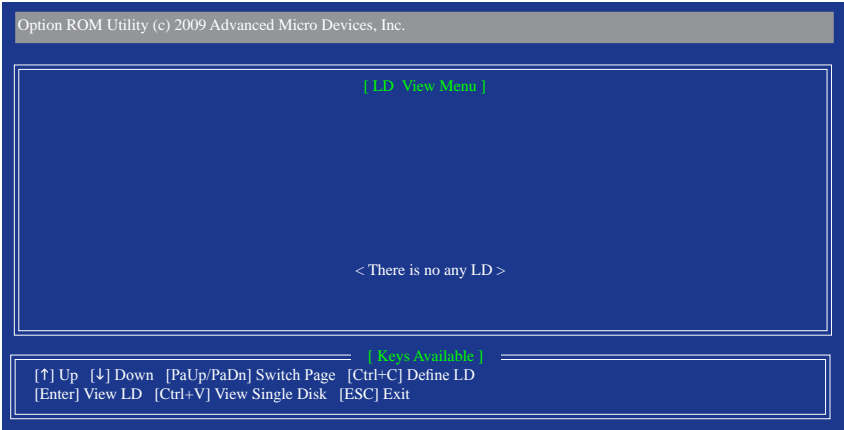 Option ROM Utility (c) 2009 Advanced Micro Devices, Inc.
[ LD  View Menu ]
< There is no any LD >
[ Keys Available ]
[↑] Up   [↓] Down   [PaUp/PaDn] Switch Page   [Ctrl+C] Define LD
[Enter] View LD   [Ctrl+V] View Single Disk   [ESC] Exit